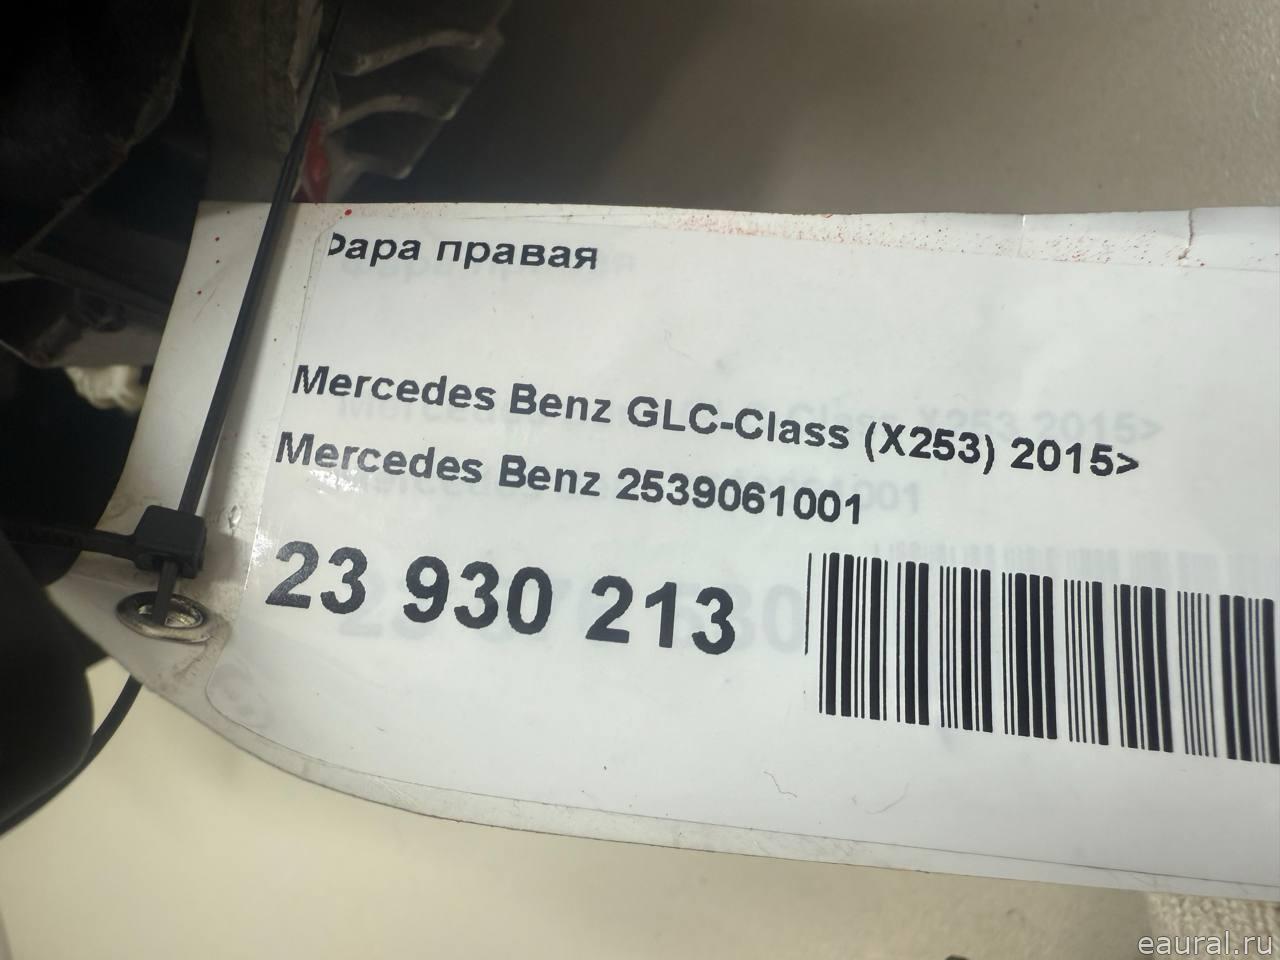 Фара правая
Mercedes Benz GLC-Class (X253) 2015>
Mercedes Benz 2539061001
23 930 213
eaural.ru